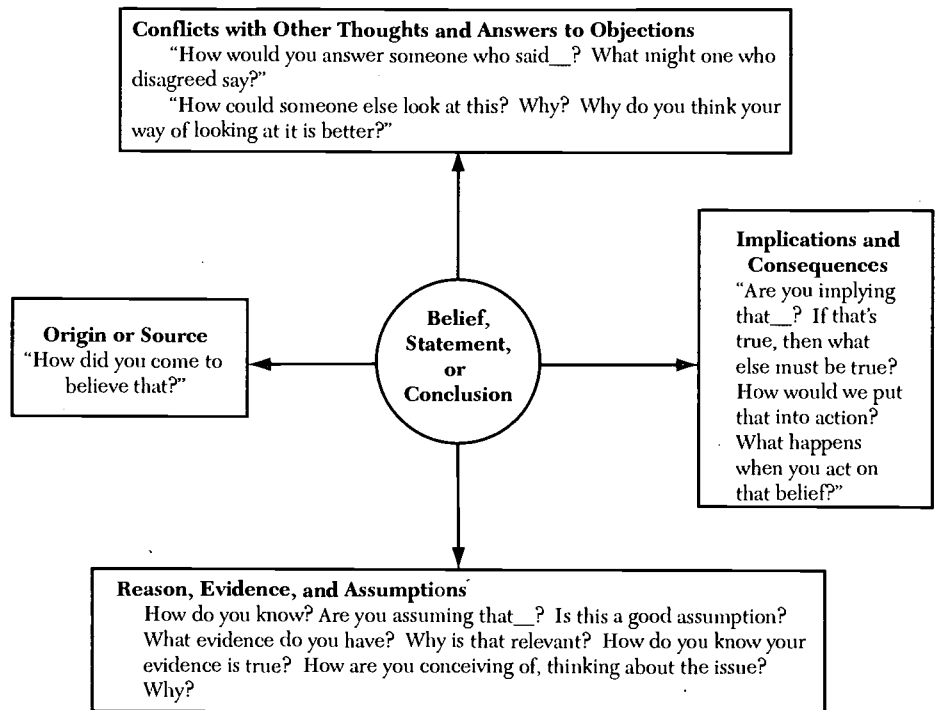 Conflicts with Other Thoughts and Answers to Objections
“How would you answer someone who said__? What might one who
disagreed say?”
“How could someone else look at this? Why? Why do you think your
way of looking at it is better?”
Origin or Source
“How did you come to
believe that?”
Belief,
Statement,
or
Conclusion
Implications and
Consequences
“Are you implying
that__? If that’s
true, then what
else must be true?
How would we put
that into action?
What happens
when you act on
that belief?”
Reason, Evidence, and Assumptions
How do you know? Are you assuming that__? Is this a good assumption?
What evidence do you have? Why is that relevant? How do you know your
evidence is true? How are you conceiving of, thinking about the issue?
Why?